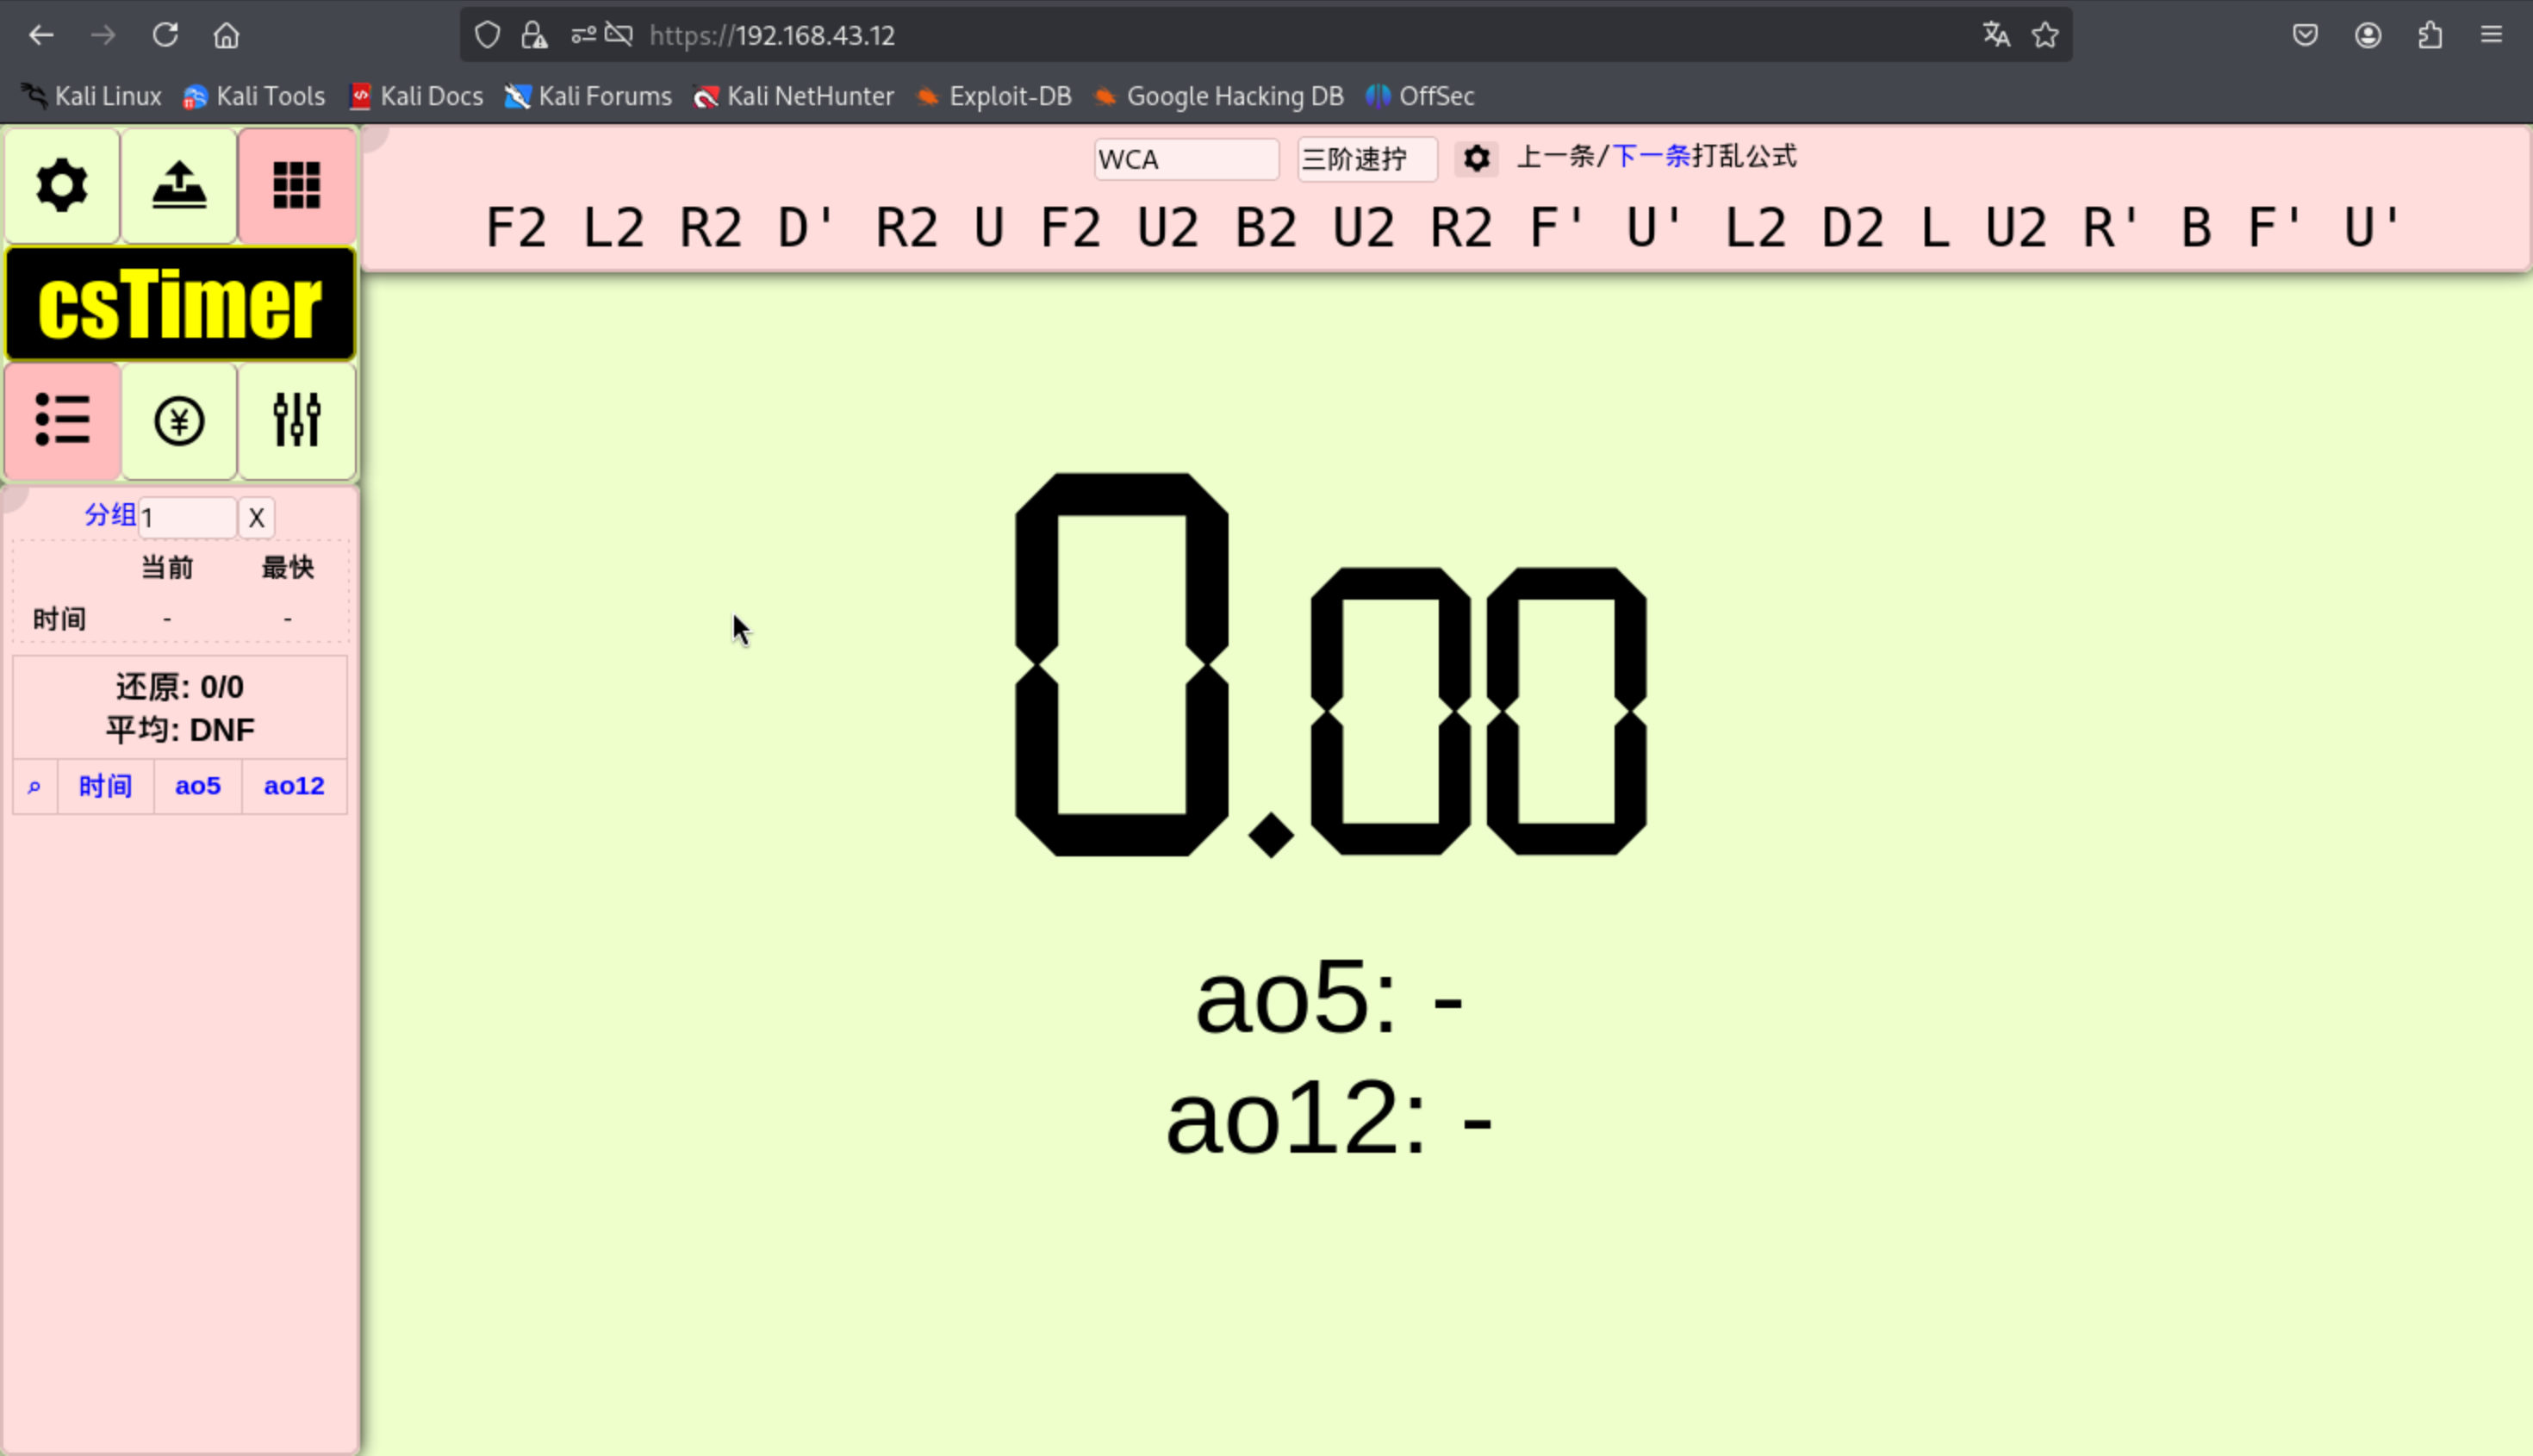 https://192.168.43.12
Kali Linux Kali Tools Kali Docs Kali Forums Kali NetHunter Exploit-DB Google Hacking DB OffSec
WCA 三阶速拧 上一条/下一条打乱公式
F2 L2 R2 D' R2 U F2 U2 B2 U2 R2 F' U' L2 D2 L U2 R' B F' U'
csTimer
分组 1 X
当前 最快
时间 - -
还原: 0/0
平均: DNF
时间 ao5 ao12
0.00
ao5: -
ao12: -